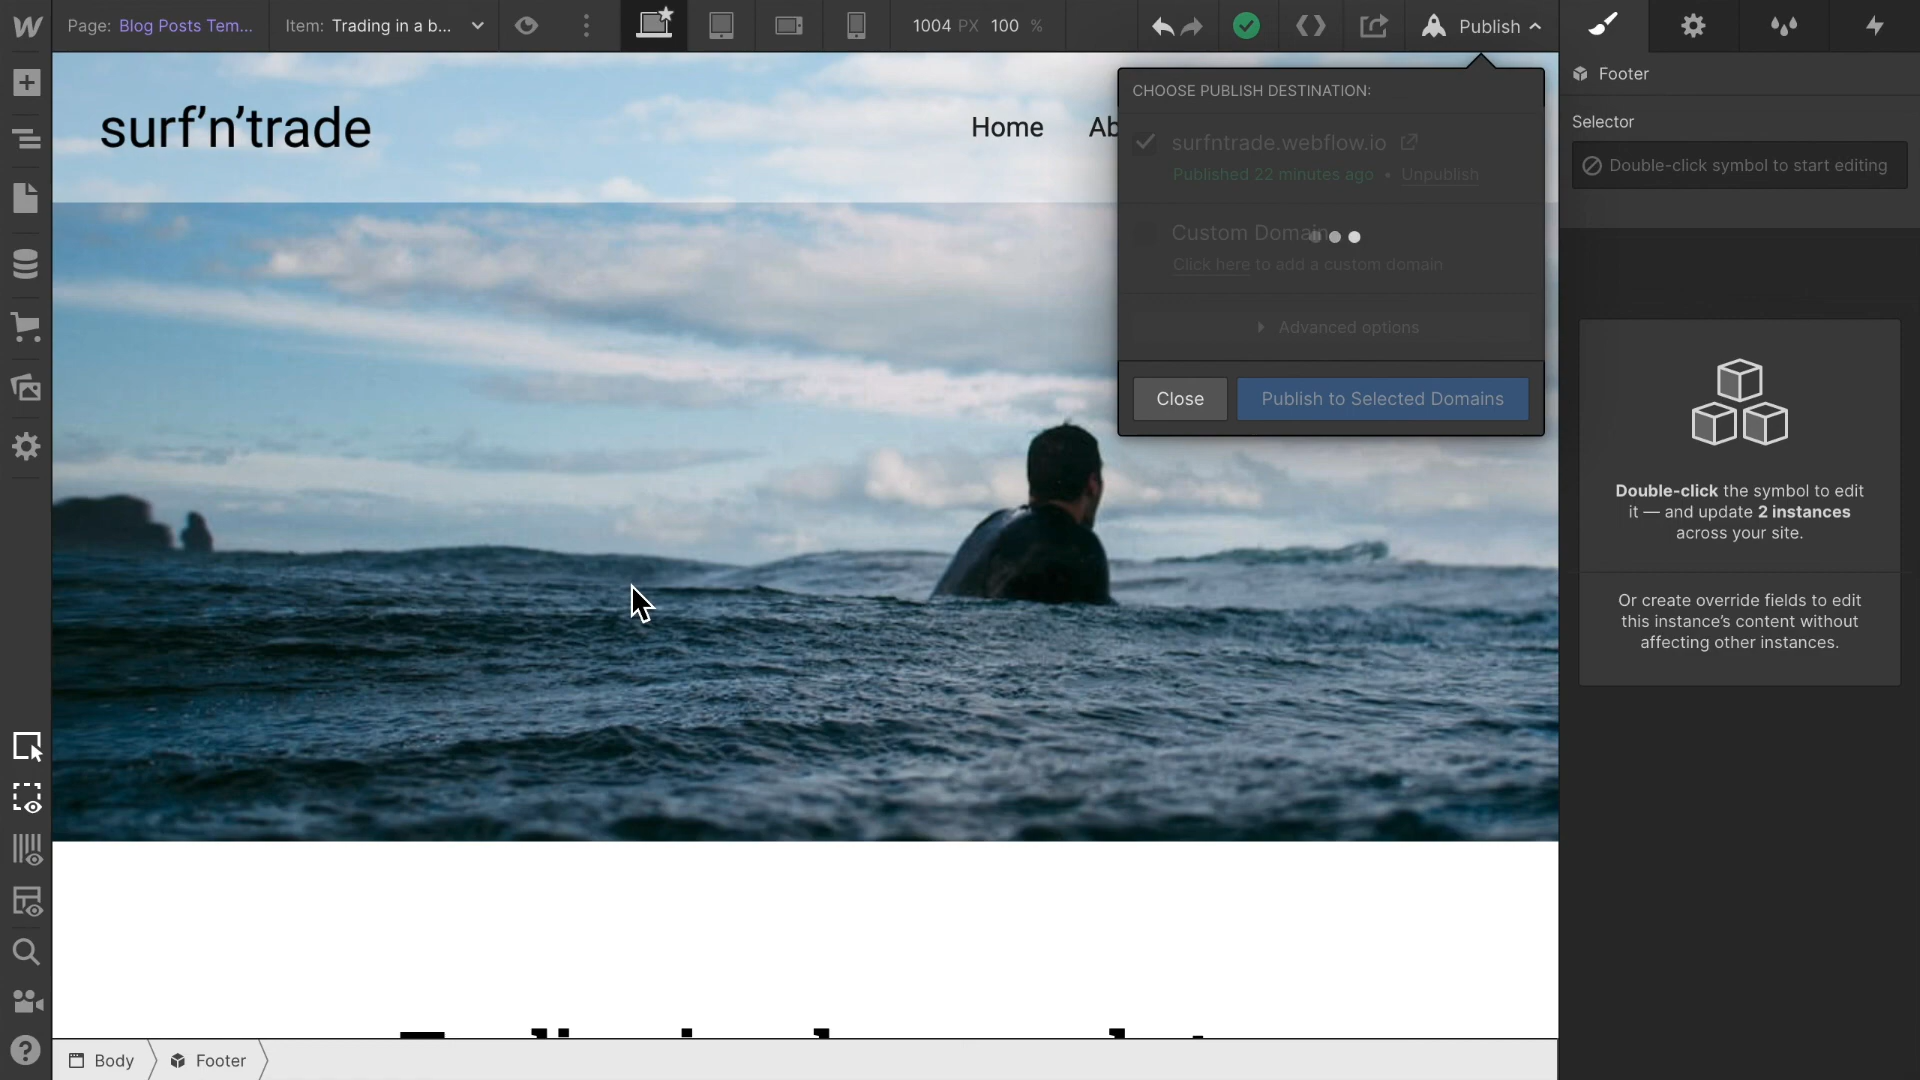 Page: Blog Posts Tem...
Item: Trading in a b...
1004 PX 100 %
Publish
surf’n’trade
Home Ab
CHOOSE PUBLISH DESTINATION:
surfntrade.webflow.io
Published 22 minutes ago • Unpublish
Custom Domain
Click here to add a custom domain
Advanced options
Close
Publish to Selected Domains
Footer
Selector
Double-click symbol to start editing
Double-click the symbol to edit
it — and update 2 instances
across your site.
Or create override fields to edit
this instance’s content without
affecting other instances.
Body
Footer